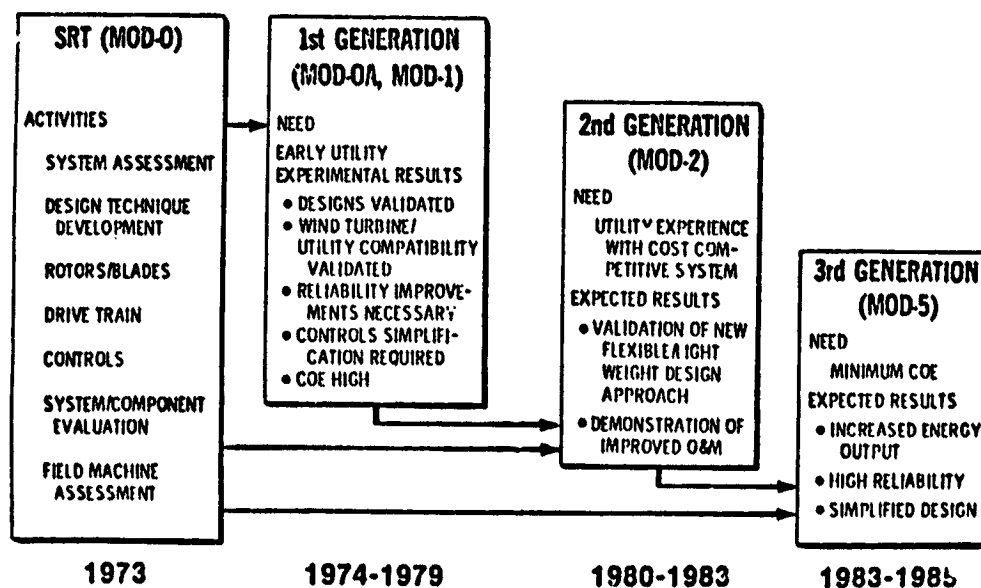 SRT (MOD-O)
ACTIVITIES
SYSTEM ASSESSMENT
DESIGN TECHNIQUE
DEVELOPMENT
ROTORS/BLADES
DRIVE TRAIN
CONTROLS
SYSTEM/COMPONENT
EVALUATION
FIELD MACHINE
ASSESSMENT
1973
1st GENERATION
(MOD-OA, MOD-1)
NEED
EARLY UTILITY
EXPERIMENTAL RESULTS
• DESIGNS VALIDATED
• WIND TURBINE/
UTILITY COMPATIBILITY
VALIDATED
• RELIABILITY IMPROVE-
MENTS NECESSARY
• CONTROLS SIMPLIFI-
CATION REQUIRED
• COE HIGH
1974-1979
2nd GENERATION
(MOD-2)
NEED
UTILITY EXPERIENCE
WITH COST COM-
PETITIVE SYSTEM
EXPECTED RESULTS
• VALIDATION OF NEW
FLEXIBLE/LIGHT
WEIGHT DESIGN
APPROACH
• DEMONSTRATION OF
IMPROVED O&M
1980-1983
3rd GENERATION
(MOD-5)
NEED
MINIMUM COE
EXPECTED RESULTS
• INCREASED ENERGY
OUTPUT
• HIGH RELIABILITY
• SIMPLIFIED DESIGN
1983-1985